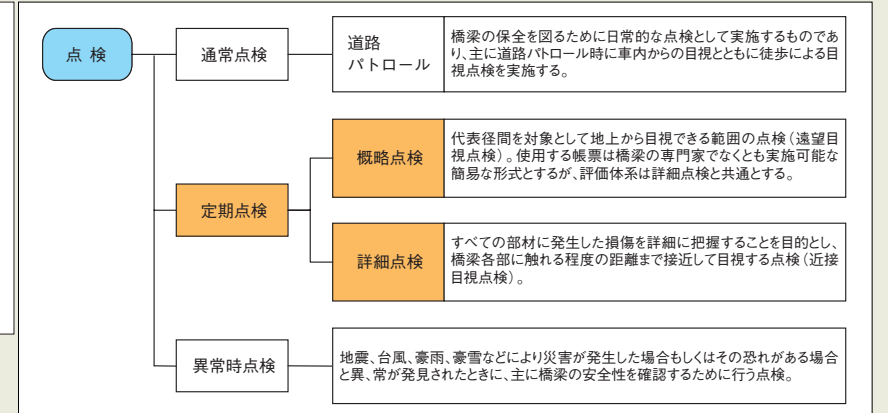 点 検
通常点検
道路
パトロール
橋梁の保全を図るために日常的な点検として実施するものであ
り、主に道路パトロール時に車内からの目視とともに徒歩による目
視点検を実施する。
定期点検
概略点検
代表径間を対象として地上から目視できる範囲の点検(遠望目
視点検)。使用する帳票は橋梁の専門家でなくとも実施可能な
簡易な形式とするが、評価体系は詳細点検と共通とする。
詳細点検
すべての部材に発生した損傷を詳細に把握することを目的とし、
橋梁各部に触れる程度の距離まで接近して目視する点検(近接
目視点検)。
異常時点検
地震、台風、豪雨、豪雪などにより災害が発生した場合もしくはその恐れがある場合
と異、常が発見されたときに、主に橋梁の安全性を確認するために行う点検。